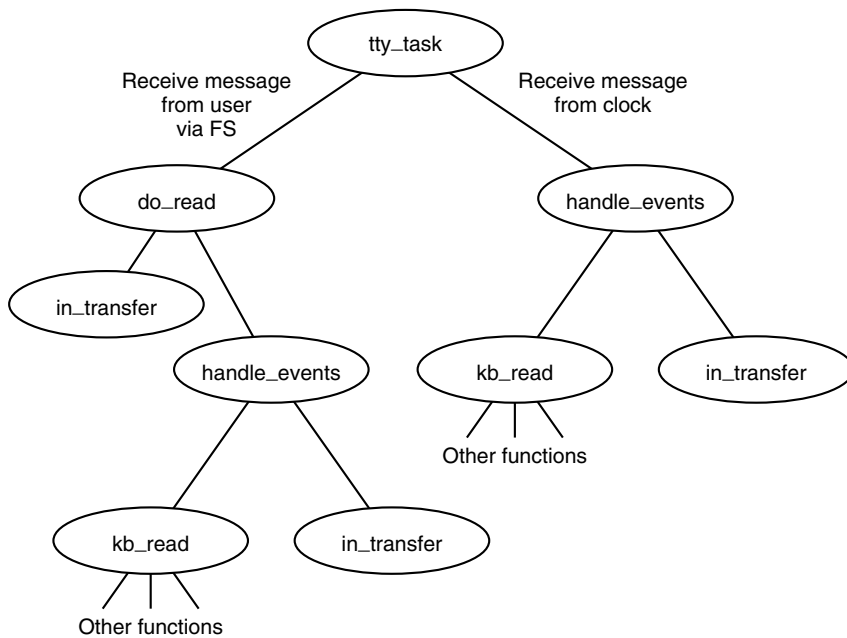 tty_task
Receive message
from user
via FS
Receive message
from clock
do_read
handle_events
in_transfer
handle_events
kb_read
in_transfer
Other functions
kb_read
in_transfer
Other functions